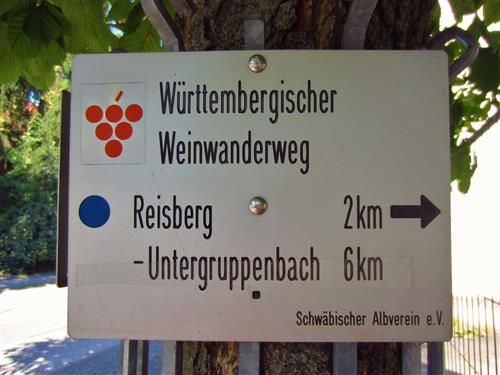 Württembergischer
Weinwanderweg
Reisberg 2km
-Untergruppenbach 6km
Schwäbischer Albverein e.V.